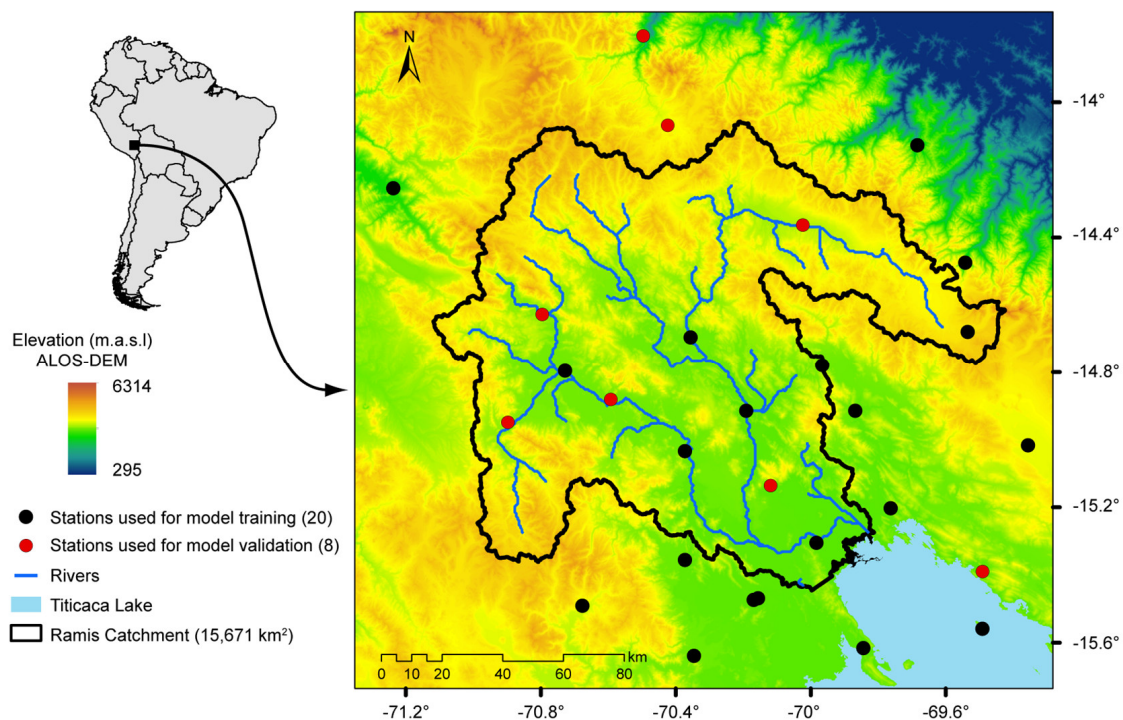 N
Elevation (m.a.s.l)
ALOS-DEM
6314
295
Stations used for model training (20)
Stations used for model validation (8)
Rivers
Titicaca Lake
Ramis Catchment (15,671 km²)
km
0 10 20 40 60 80
-14°
-14.4°
-14.8°
-15.2°
-15.6°
-71.2° -70.8° -70.4° -70° -69.6°